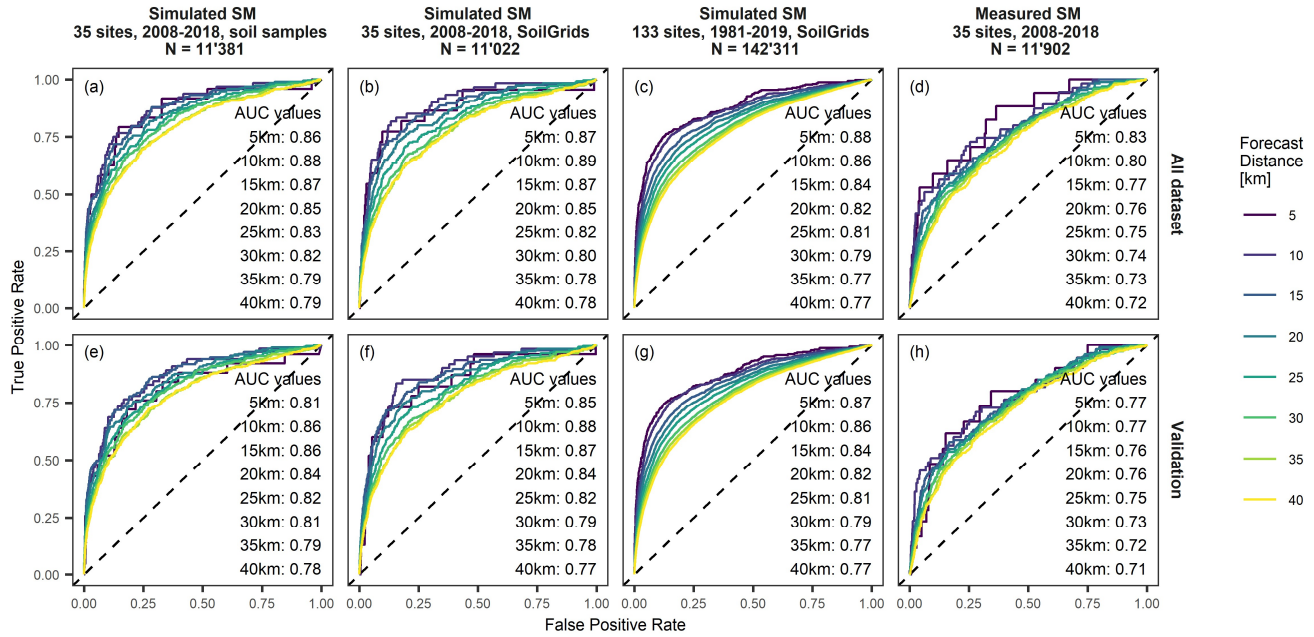 Simulated SM
35 sites, 2008-2018, soil samples
N = 11'381
Simulated SM
35 sites, 2008-2018, SoilGrids
N = 11'022
Simulated SM
133 sites, 1981-2019, SoilGrids
N = 142'311
Measured SM
35 sites, 2008-2018
N = 11'902
True Positive Rate
1.00
0.75
0.50
0.25
0.00
(a)
AUC values
5km: 0.86
10km: 0.88
15km: 0.87
20km: 0.85
25km: 0.83
30km: 0.82
35km: 0.79
40km: 0.79
(b)
AUC values
5km: 0.87
10km: 0.89
15km: 0.87
20km: 0.85
25km: 0.82
30km: 0.80
35km: 0.78
40km: 0.78
(c)
AUC values
5km: 0.88
10km: 0.86
15km: 0.84
20km: 0.82
25km: 0.81
30km: 0.79
35km: 0.77
40km: 0.77
(d)
AUC values
5km: 0.83
10km: 0.80
15km: 0.77
20km: 0.76
25km: 0.75
30km: 0.74
35km: 0.73
40km: 0.72
All dataset
1.00
0.75
0.50
0.25
0.00
(e)
AUC values
5km: 0.81
10km: 0.86
15km: 0.86
20km: 0.84
25km: 0.82
30km: 0.81
35km: 0.79
40km: 0.78
(f)
AUC values
5km: 0.85
10km: 0.88
15km: 0.87
20km: 0.84
25km: 0.82
30km: 0.79
35km: 0.78
40km: 0.77
(g)
AUC values
5km: 0.87
10km: 0.86
15km: 0.84
20km: 0.82
25km: 0.81
30km: 0.79
35km: 0.77
40km: 0.77
(h)
AUC values
5km: 0.77
10km: 0.77
15km: 0.76
20km: 0.76
25km: 0.75
30km: 0.73
35km: 0.72
40km: 0.71
Validation
0.00 0.25 0.50 0.75 1.00
0.00 0.25 0.50 0.75 1.00
0.00 0.25 0.50 0.75 1.00
0.00 0.25 0.50 0.75 1.00
False Positive Rate
Forecast
Distance
[km]
5
10
15
20
25
30
35
40